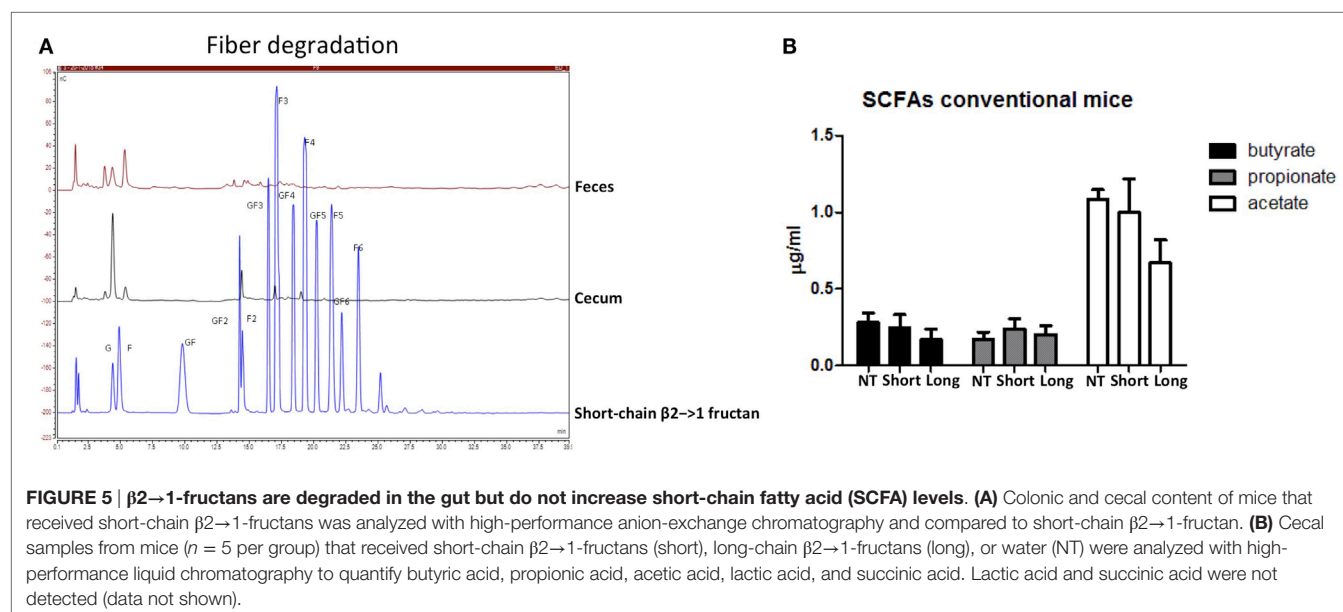 A
Fiber degradation
nC
F3
F4
GF3
GF4
GF5
F5
F6
GF2
F2
GF6
G
F
GF
Feces
Cecum
Short-chain β2–>1 fructan
min
B
SCFAs conventional mice
butyrate
propionate
acetate
µg/ml
1.5
1.0
0.5
0.0
NT Short Long NT Short Long NT Short Long
FIGURE 5 | β2→1-fructans are degraded in the gut but do not increase short-chain fatty acid (SCFA) levels. (A) Colonic and cecal content of mice that
received short-chain β2→1-fructans was analyzed with high-performance anion-exchange chromatography and compared to short-chain β2→1-fructan. (B) Cecal
samples from mice (n = 5 per group) that received short-chain β2→1-fructans (short), long-chain β2→1-fructans (long), or water (NT) were analyzed with high-
performance liquid chromatography to quantify butyric acid, propionic acid, acetic acid, lactic acid, and succinic acid. Lactic acid and succinic acid were not
detected (data not shown).